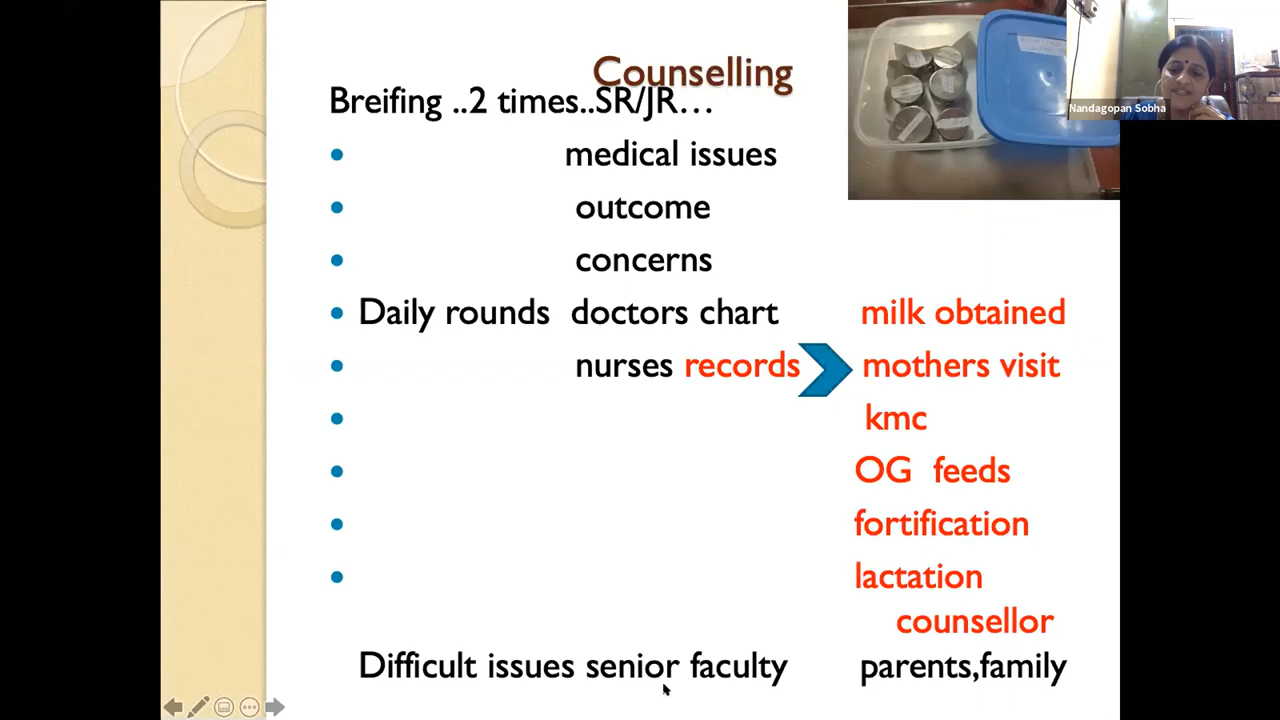 Counselling
Breifing ..2 times..SR/JR...
medical issues
outcome
concerns
Daily rounds doctors chart milk obtained
nurses records mothers visit
kmc
OG feeds
fortification
lactation
counsellor
Difficult issues senior faculty parents,family
Nandagopan Sobha